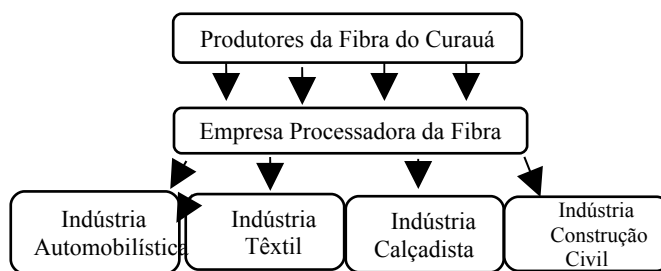 Produtores da Fibra do Curauá
Empresa Processadora da Fibra
Indústria
Automobilística
Indústria
Têxtil
Indústria
Calçadista
Indústria
Construção
Civil